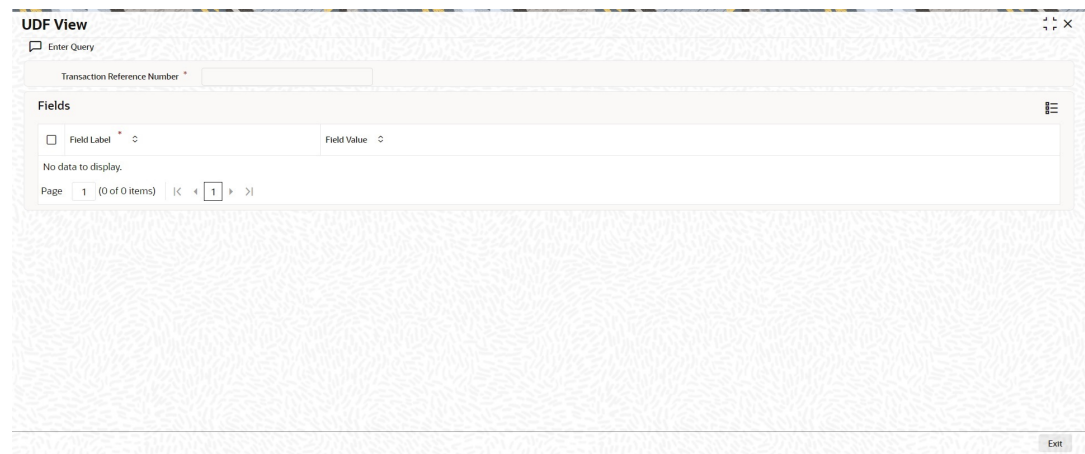 UDF View
Enter Query
Transaction Reference Number *
Fields
Field Label * Field Value
No data to display.
Page 1 (0 of 0 items) 1
Exit